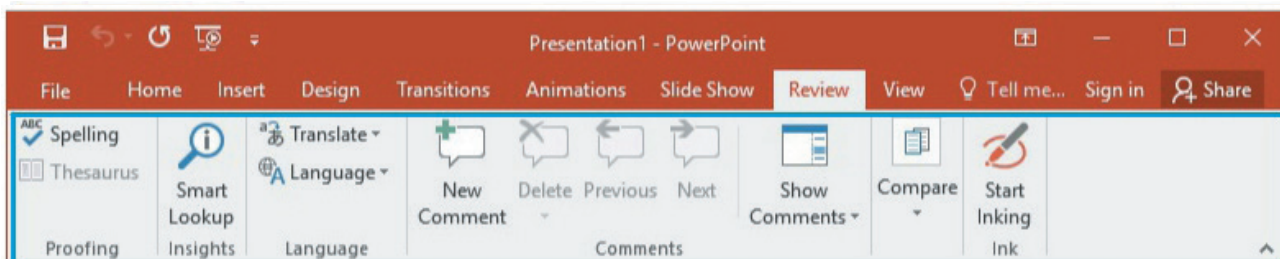 Presentation1 - PowerPoint
File Home Insert Design Transitions Animations Slide Show Review View Tell me... Sign in Share
ABC Spelling
Thesaurus
Smart
Lookup
Translate
Language
New
Comment
Delete Previous Next
Show
Comments
Compare
Start
Inking
Proofing Insights Language Comments Ink